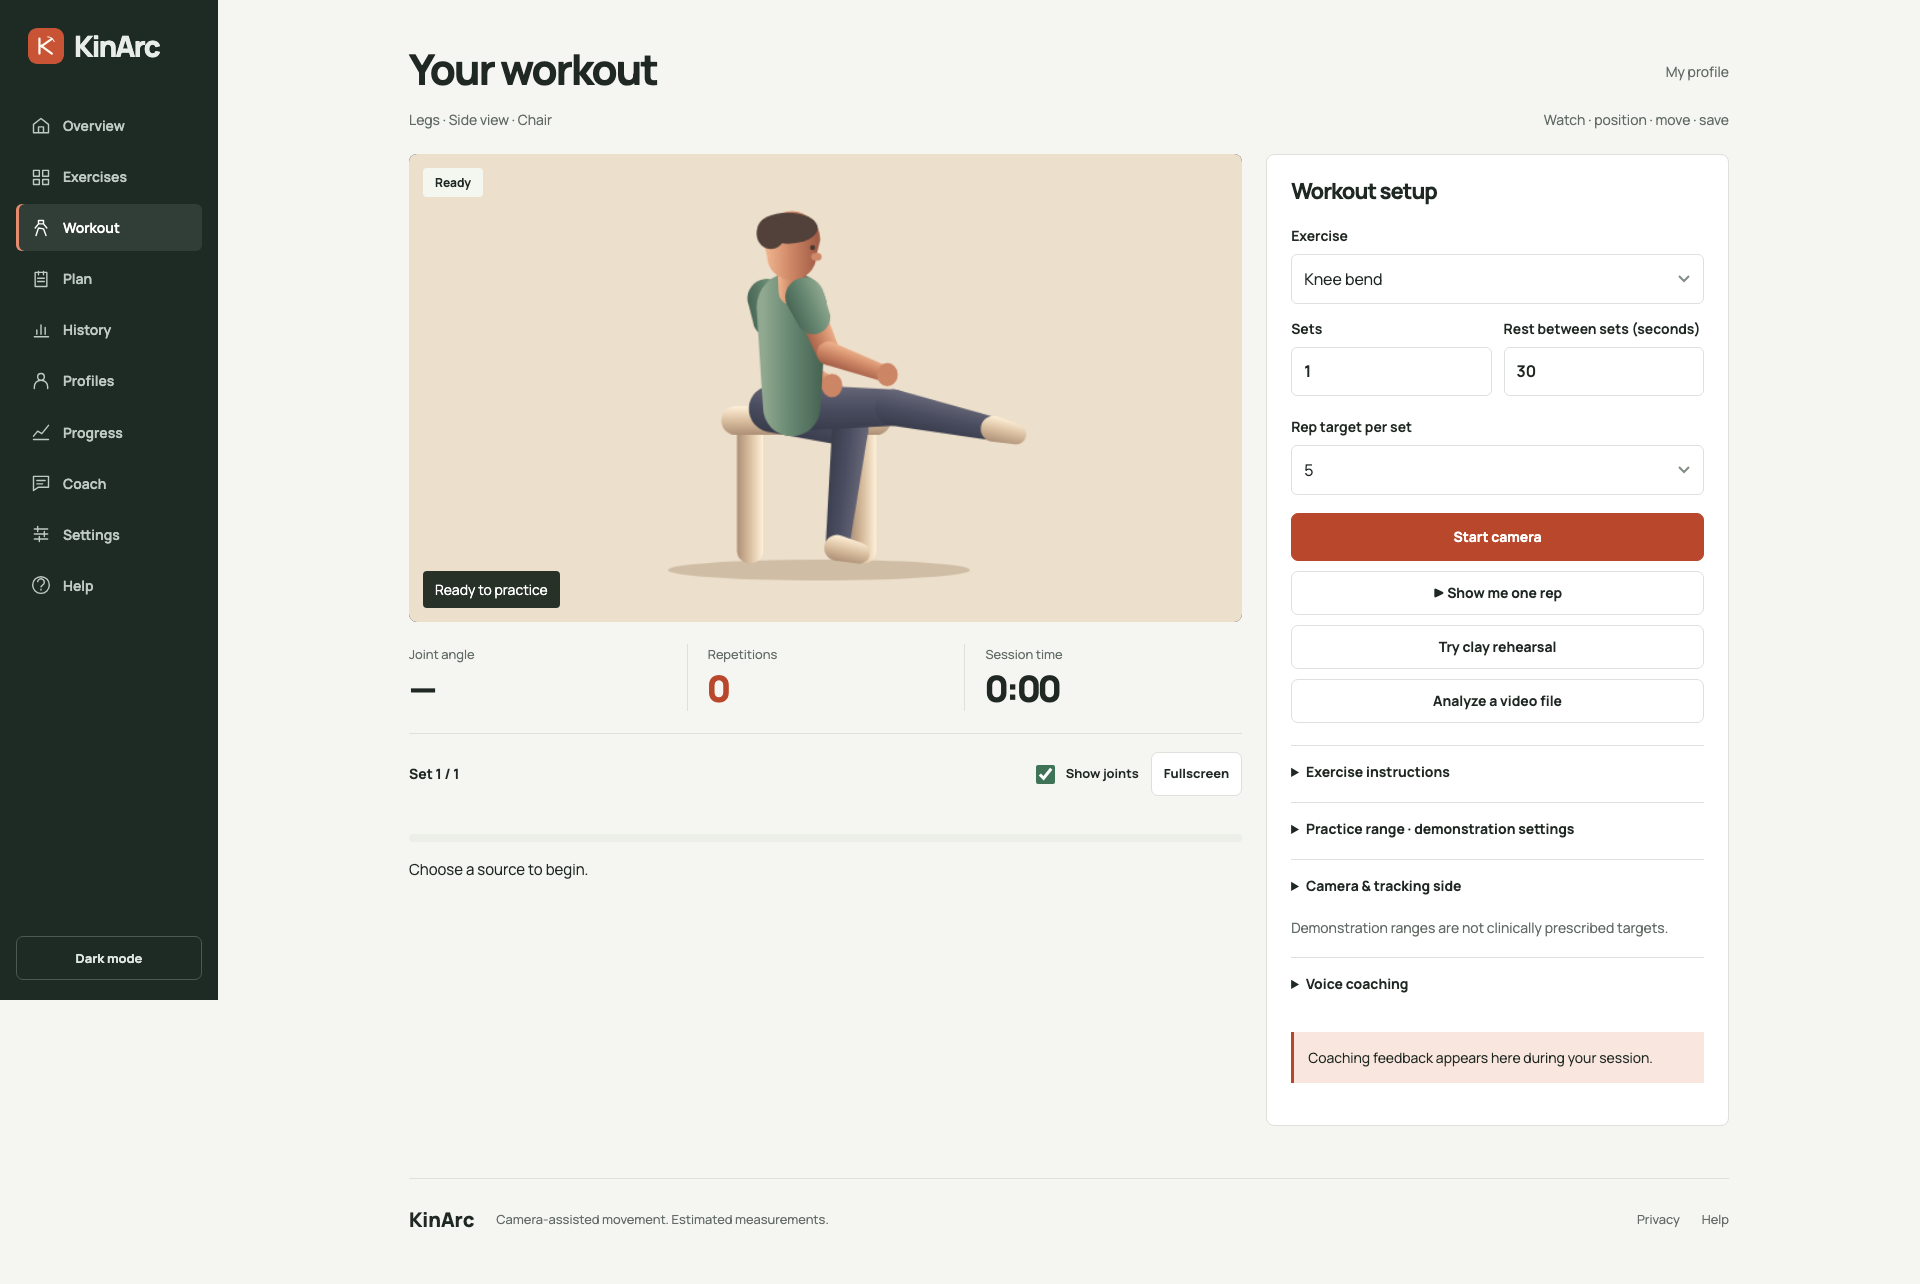 KinArc
Overview
Exercises
Workout
Plan
History
Profiles
Progress
Coach
Settings
Help
Dark mode
Your workout
My profile
Legs · Side view · Chair
Watch · position · move · save
Ready
Ready to practice
Joint angle
—
Repetitions
0
Session time
0:00
Set 1 / 1
Show joints
Fullscreen
Choose a source to begin.
Workout setup
Exercise
Knee bend
Sets
Rest between sets (seconds)
1
30
Rep target per set
5
Start camera
Show me one rep
Try clay rehearsal
Analyze a video file
Exercise instructions
Practice range · demonstration settings
Camera & tracking side
Demonstration ranges are not clinically prescribed targets.
Voice coaching
Coaching feedback appears here during your session.
KinArc
Camera-assisted movement. Estimated measurements.
Privacy
Help